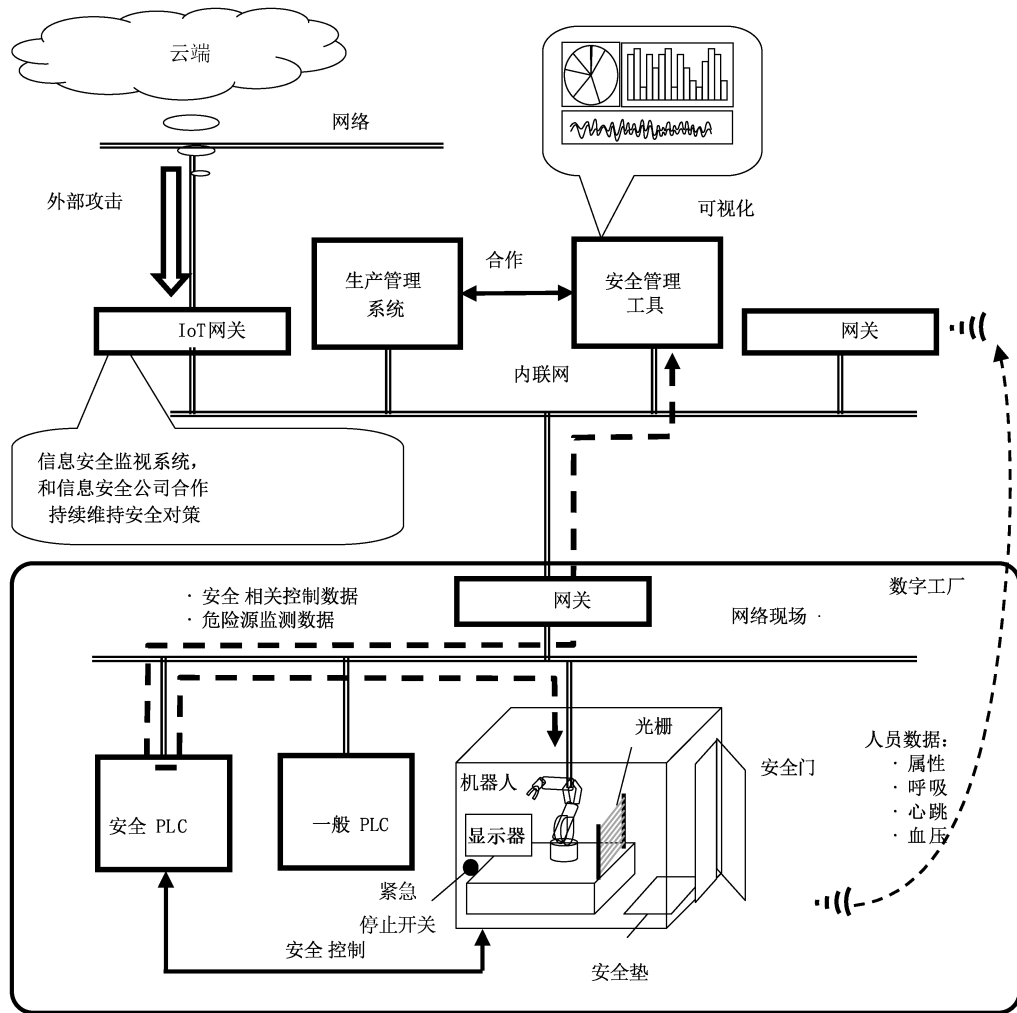 云端
网络
外部攻击
可视化
生产管理
系统
合作
安全管理
工具
IoT网关
网关
内联网
信息安全监视系统，
和信息安全公司合作
持续维持安全对策
数字工厂
· 安全 相关控制数据
· 危险源监测数据
网关
网络现场 ·
光栅
人员数据：
· 属性
· 呼吸
· 心跳
· 血压
安全门
机器人
安全 PLC
一般 PLC
显示器
紧急
停止开关
安全 控制
安全垫